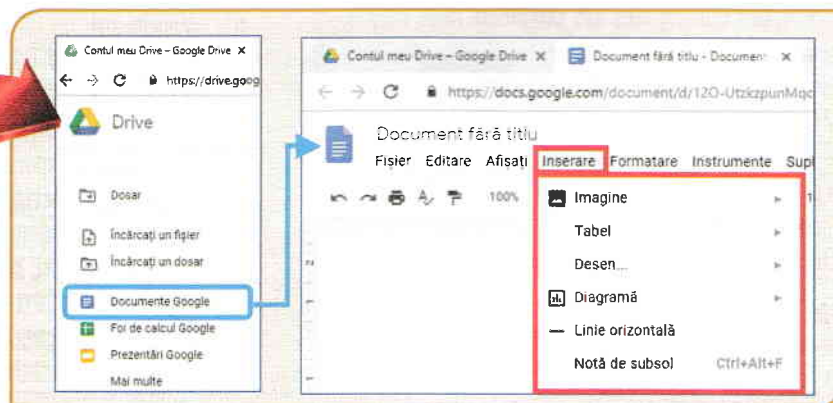 Contul meu Drive – Google Drive X
https://drive.goog
Drive
Dosar
Încărcați un fișier
Încărcați un dosar
Documente Google
Foi de calcul Google
Prezentări Google
Mai multe
Contul meu Drive – Google Drive X
Document fără titlu - Document X
https://docs.google.com/document/d/12O-UtzkzpunMqc
Document fără titlu
Fișier Editare Afișați Inserare Formatare Instrumente Supl
100%
Imagine
Tabel
Desen...
Diagramă
Linie orizontală
Notă de subsol Ctrl+Alt+F